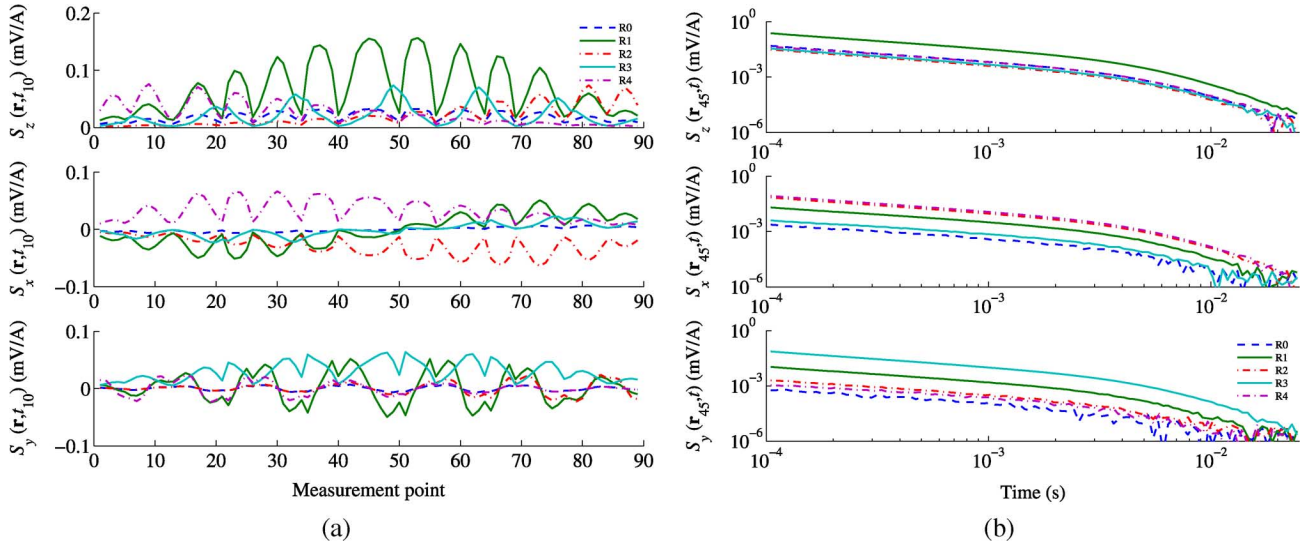 S_z (r,t_10) (mV/A)
0.2
0.1
0
R0
R1
R2
R3
R4
0 10 20 30 40 50 60 70 80 90
S_x (r,t_10) (mV/A)
0.1
0
−0.1
0 10 20 30 40 50 60 70 80 90
S_y (r,t_10) (mV/A)
0.1
0
−0.1
0 10 20 30 40 50 60 70 80 90
Measurement point
(a)
S_z (r_45,t) (mV/A)
10^0
10^−3
10^−6
10^−4 10^−3 10^−2
S_x (r_45,t) (mV/A)
10^0
10^−3
10^−6
10^−4 10^−3 10^−2
S_y (r_45,t) (mV/A)
10^0
10^−3
10^−6
R0
R1
R2
R3
R4
10^−4 10^−3 10^−2
Time (s)
(b)